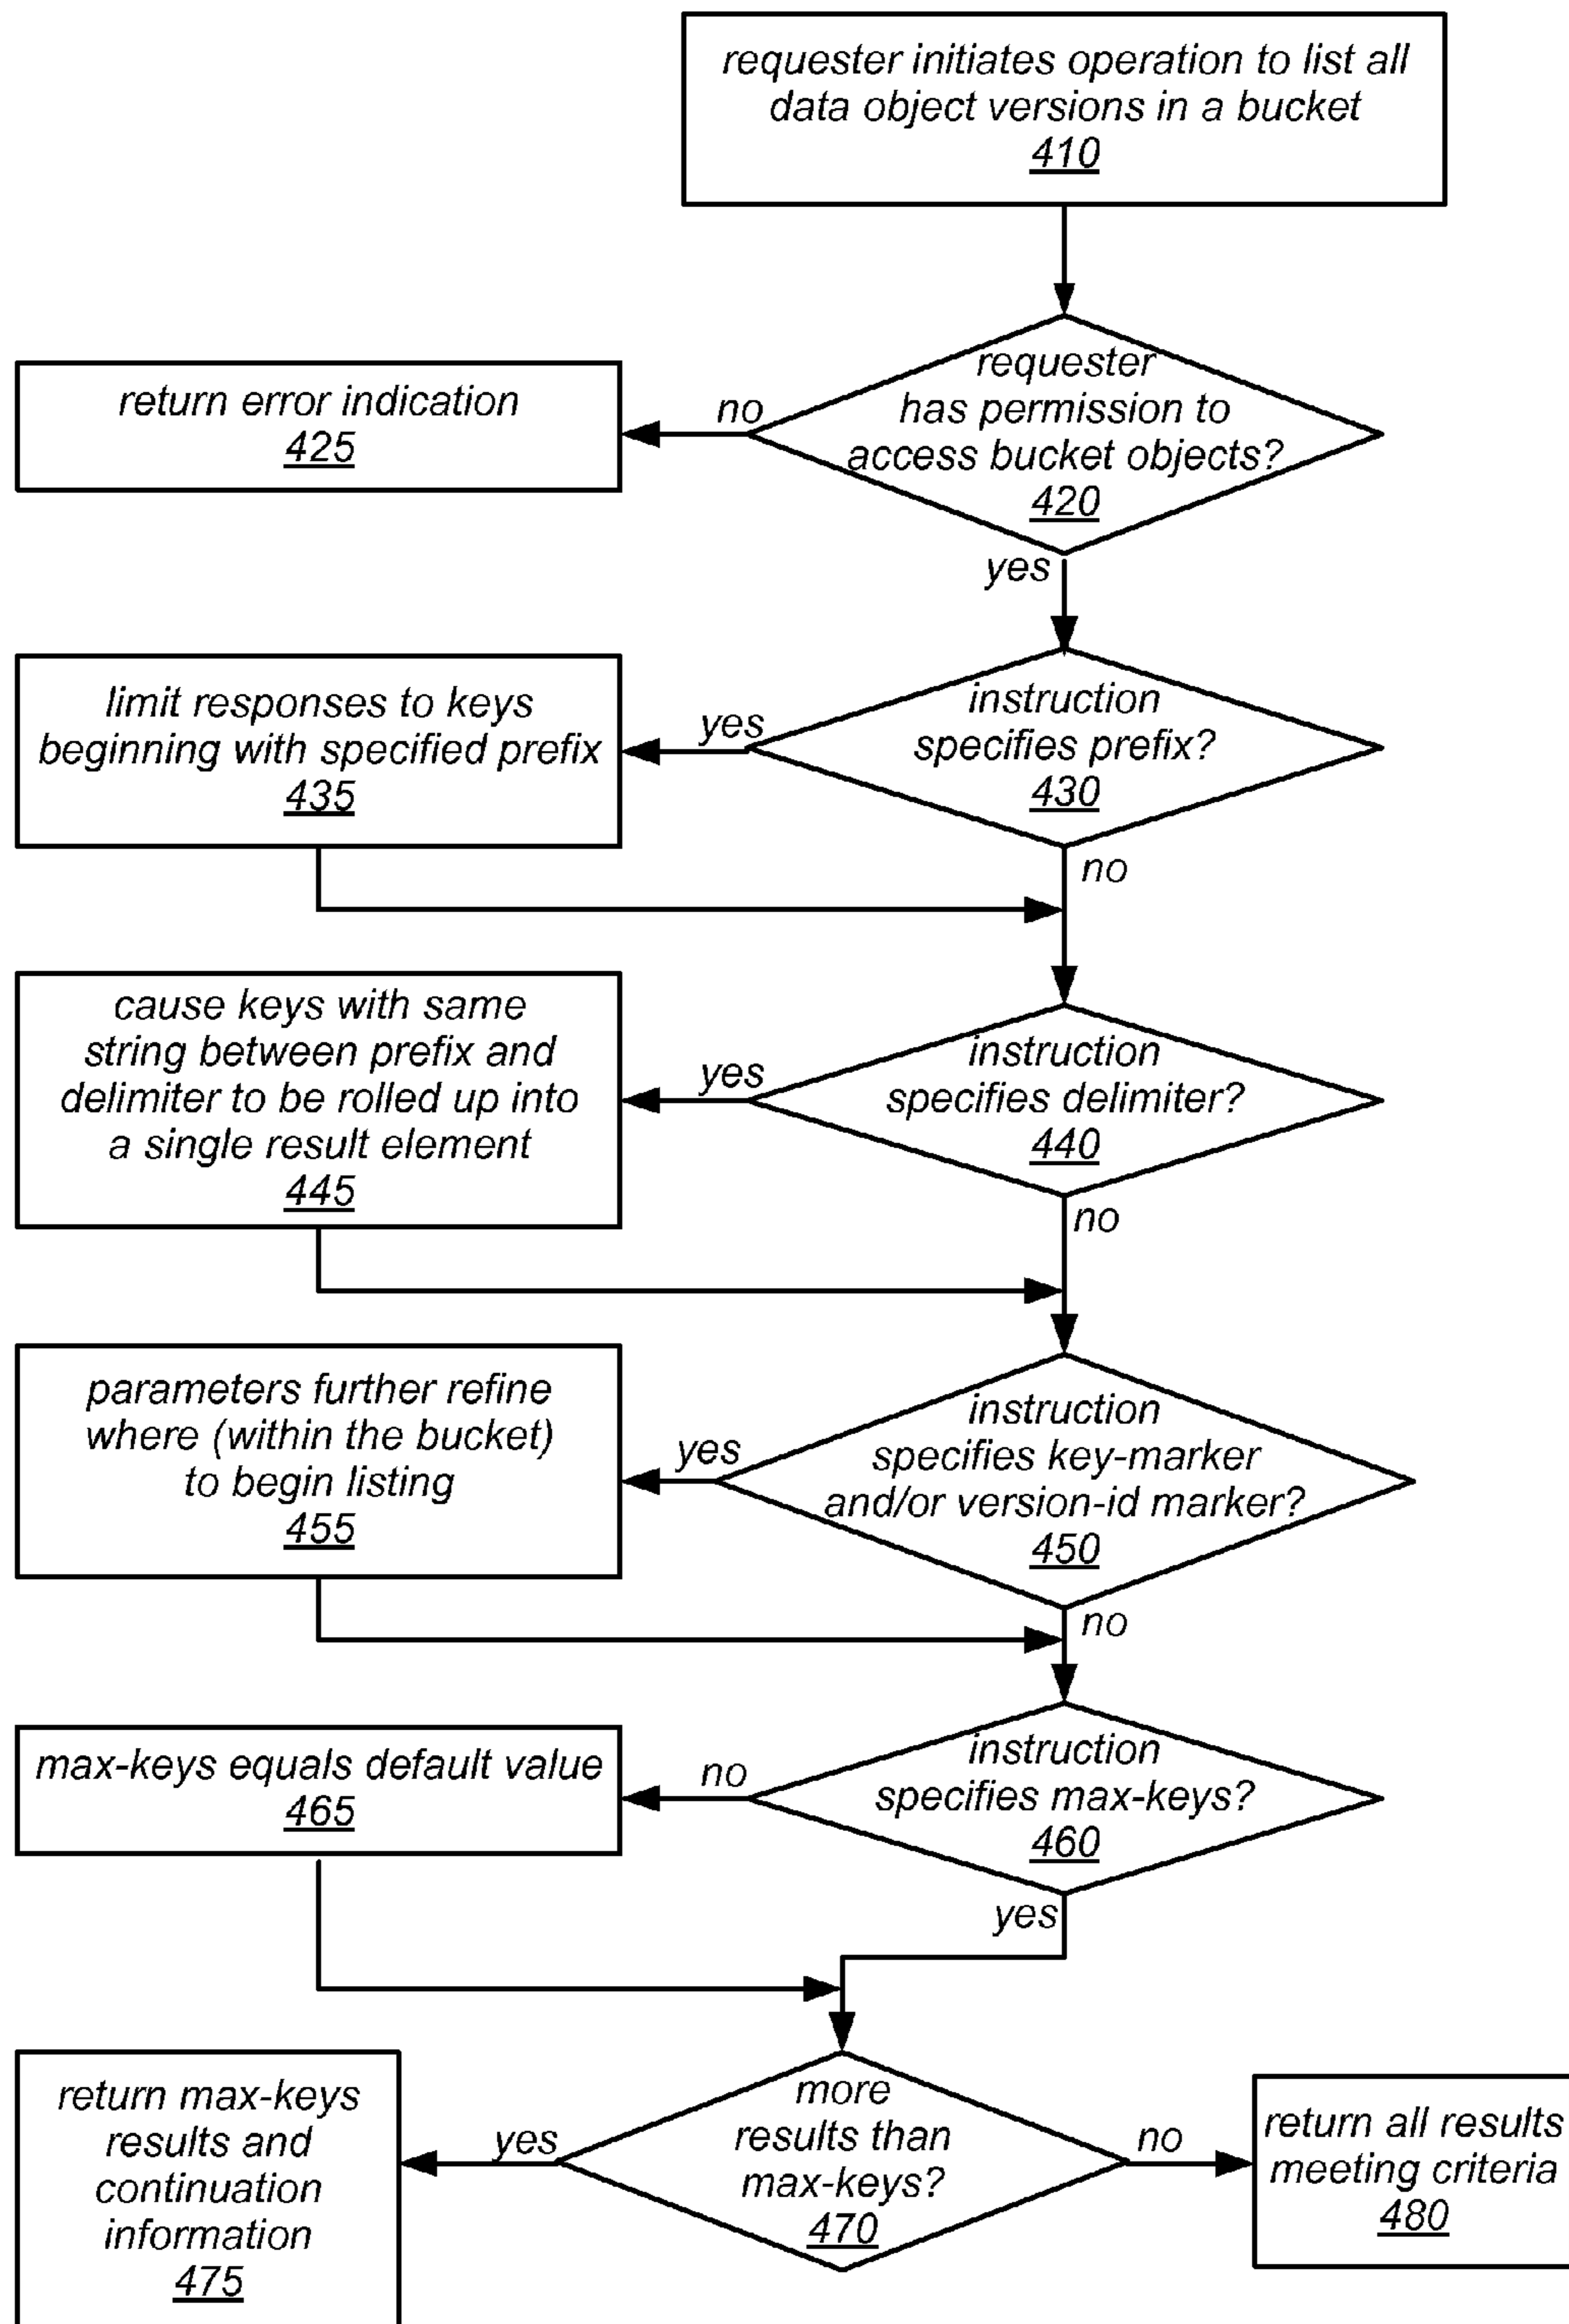 requester initiates operation to list all
data object versions in a bucket
410
requester
has permission to
access bucket objects?
420
no
return error indication
425
yes
instruction
specifies prefix?
430
yes
limit responses to keys
beginning with specified prefix
435
no
instruction
specifies delimiter?
440
yes
cause keys with same
string between prefix and
delimiter to be rolled up into
a single result element
445
no
instruction
specifies key-marker
and/or version-id marker?
450
yes
parameters further refine
where (within the bucket)
to begin listing
455
no
instruction
specifies max-keys?
460
no
max-keys equals default value
465
yes
more
results than
max-keys?
470
yes
return max-keys
results and
continuation
information
475
no
return all results
meeting criteria
480